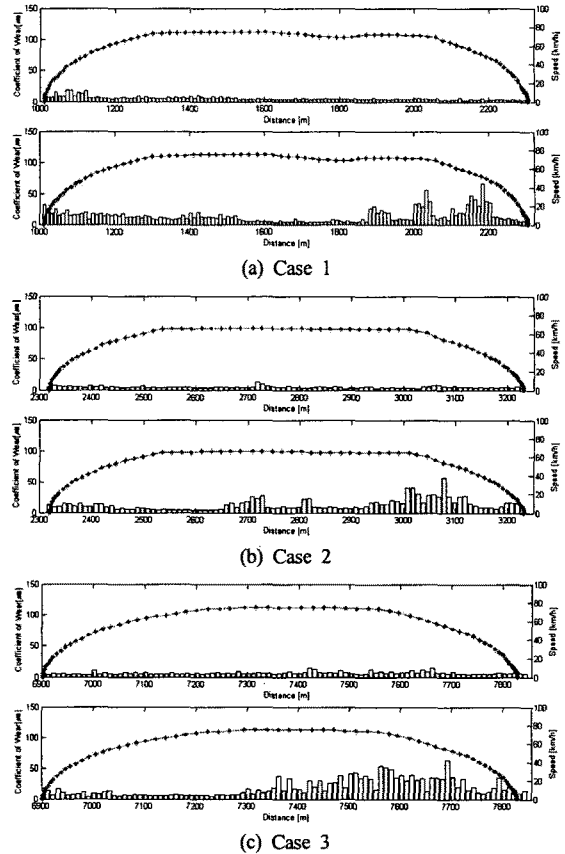 150
100
50
0
Coefficient of Wear[㎛]
100
80
60
40
20
0
Speed [km/h]
1000 1200 1400 1600 1800 2000 2200
Distance [m]
150
100
50
0
Coefficient of Wear[㎛]
100
80
60
40
20
0
Speed [km/h]
1000 1200 1400 1600 1800 2000 2200
Distance [m]
(a) Case 1
150
100
50
0
Coefficient of Wear[㎛]
100
80
60
40
20
0
Speed [km/h]
2300 2400 2500 2600 2700 2800 2900 3000 3100 3200
Distance [m]
150
100
50
0
Coefficient of Wear[㎛]
100
80
60
40
20
0
Speed [km/h]
2300 2400 2500 2600 2700 2800 2900 3000 3100 3200
Distance [m]
(b) Case 2
150
100
50
0
Coefficient of Wear[㎛]
100
80
60
40
20
0
Speed [km/h]
6900 7000 7100 7200 7300 7400 7500 7600 7700 7800
Distance [m]
150
100
50
0
Coefficient of Wear[㎛]
100
80
60
40
20
0
Speed [km/h]
6900 7000 7100 7200 7300 7400 7500 7600 7700 7800
Distance [m]
(c) Case 3